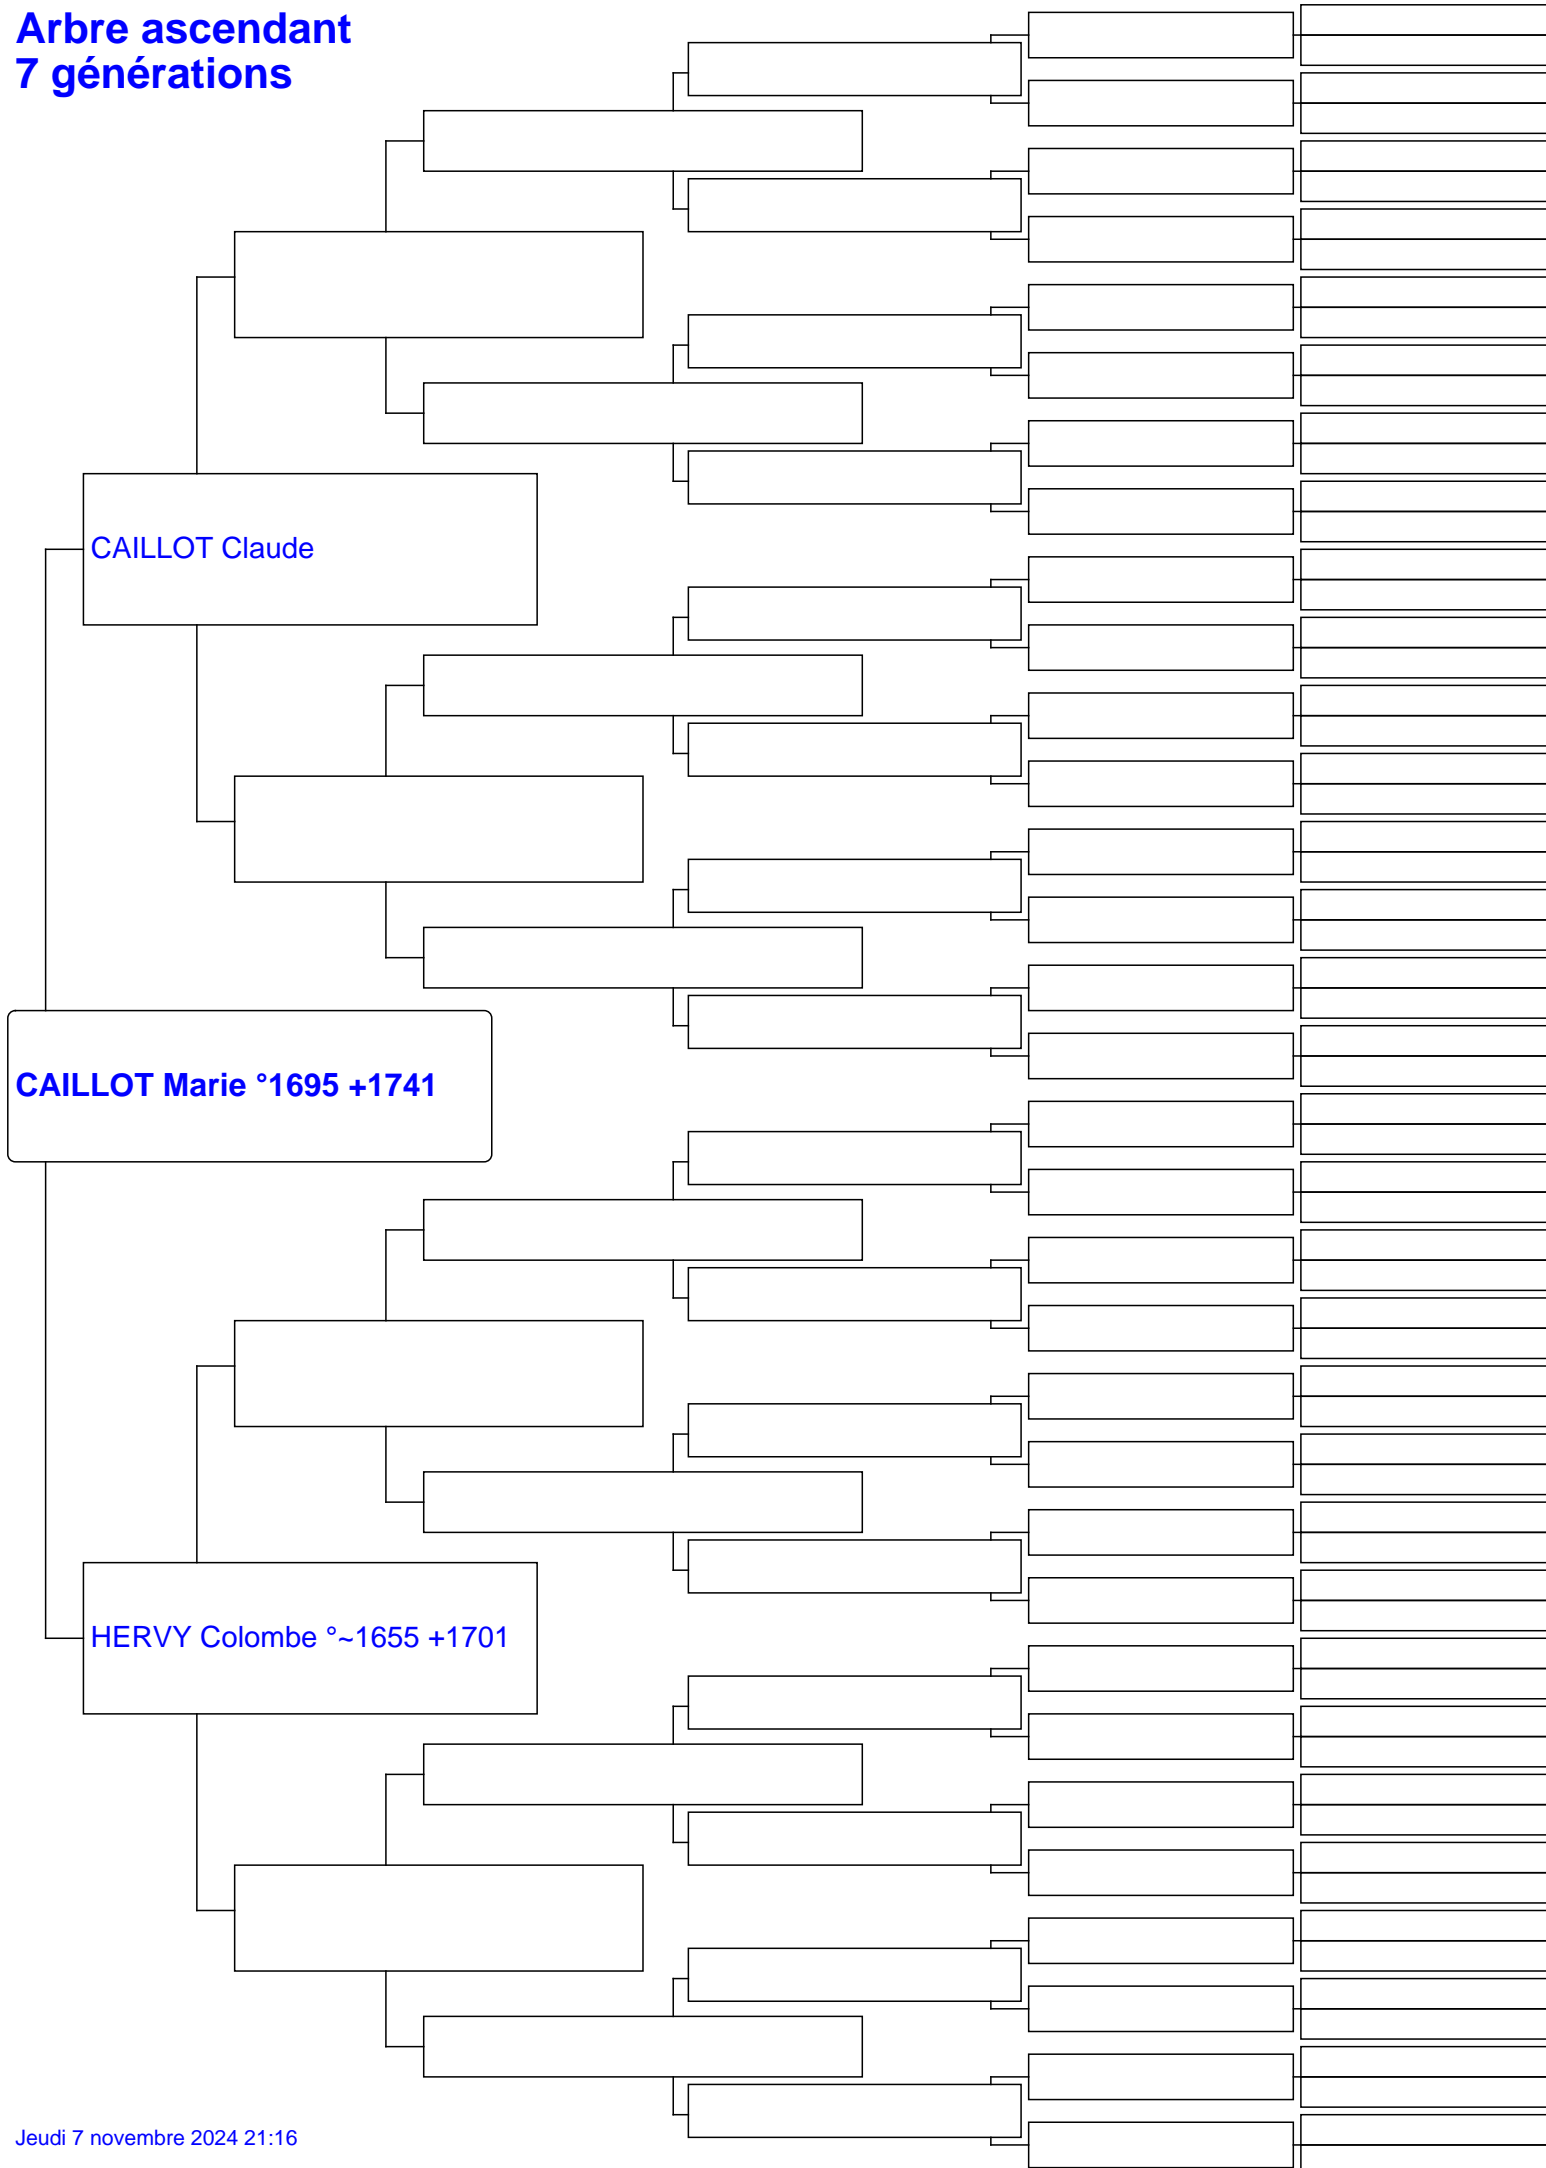 Arbre ascendant
7 générations
CAILLOT Claude
CAILLOT Marie °1695 +1741
HERVY Colombe °~1655 +1701
Jeudi 7 novembre 2024 21:16